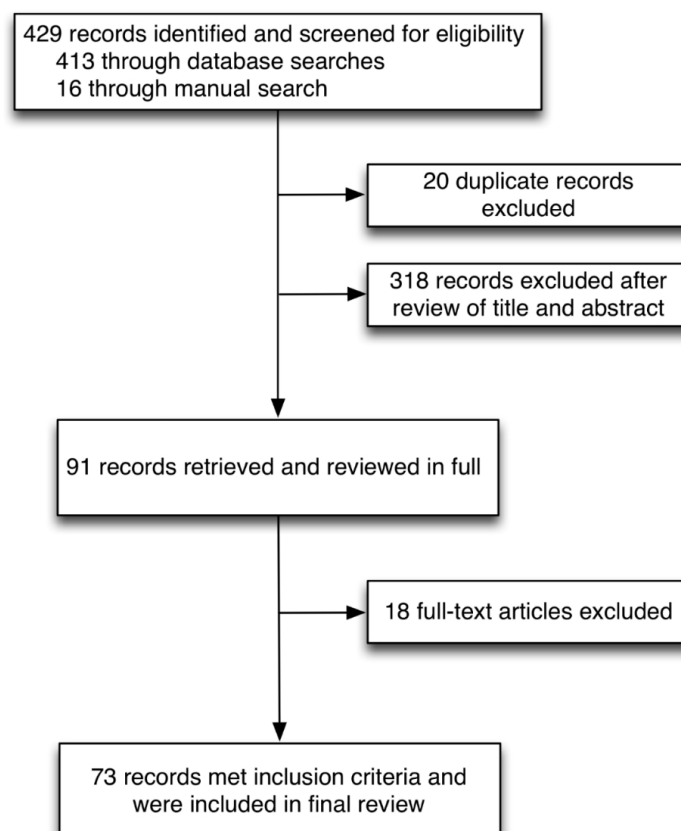 429 records identified and screened for eligibility
413 through database searches
16 through manual search
20 duplicate records
excluded
318 records excluded after
review of title and abstract
91 records retrieved and reviewed in full
18 full-text articles excluded
73 records met inclusion criteria and
were included in final review